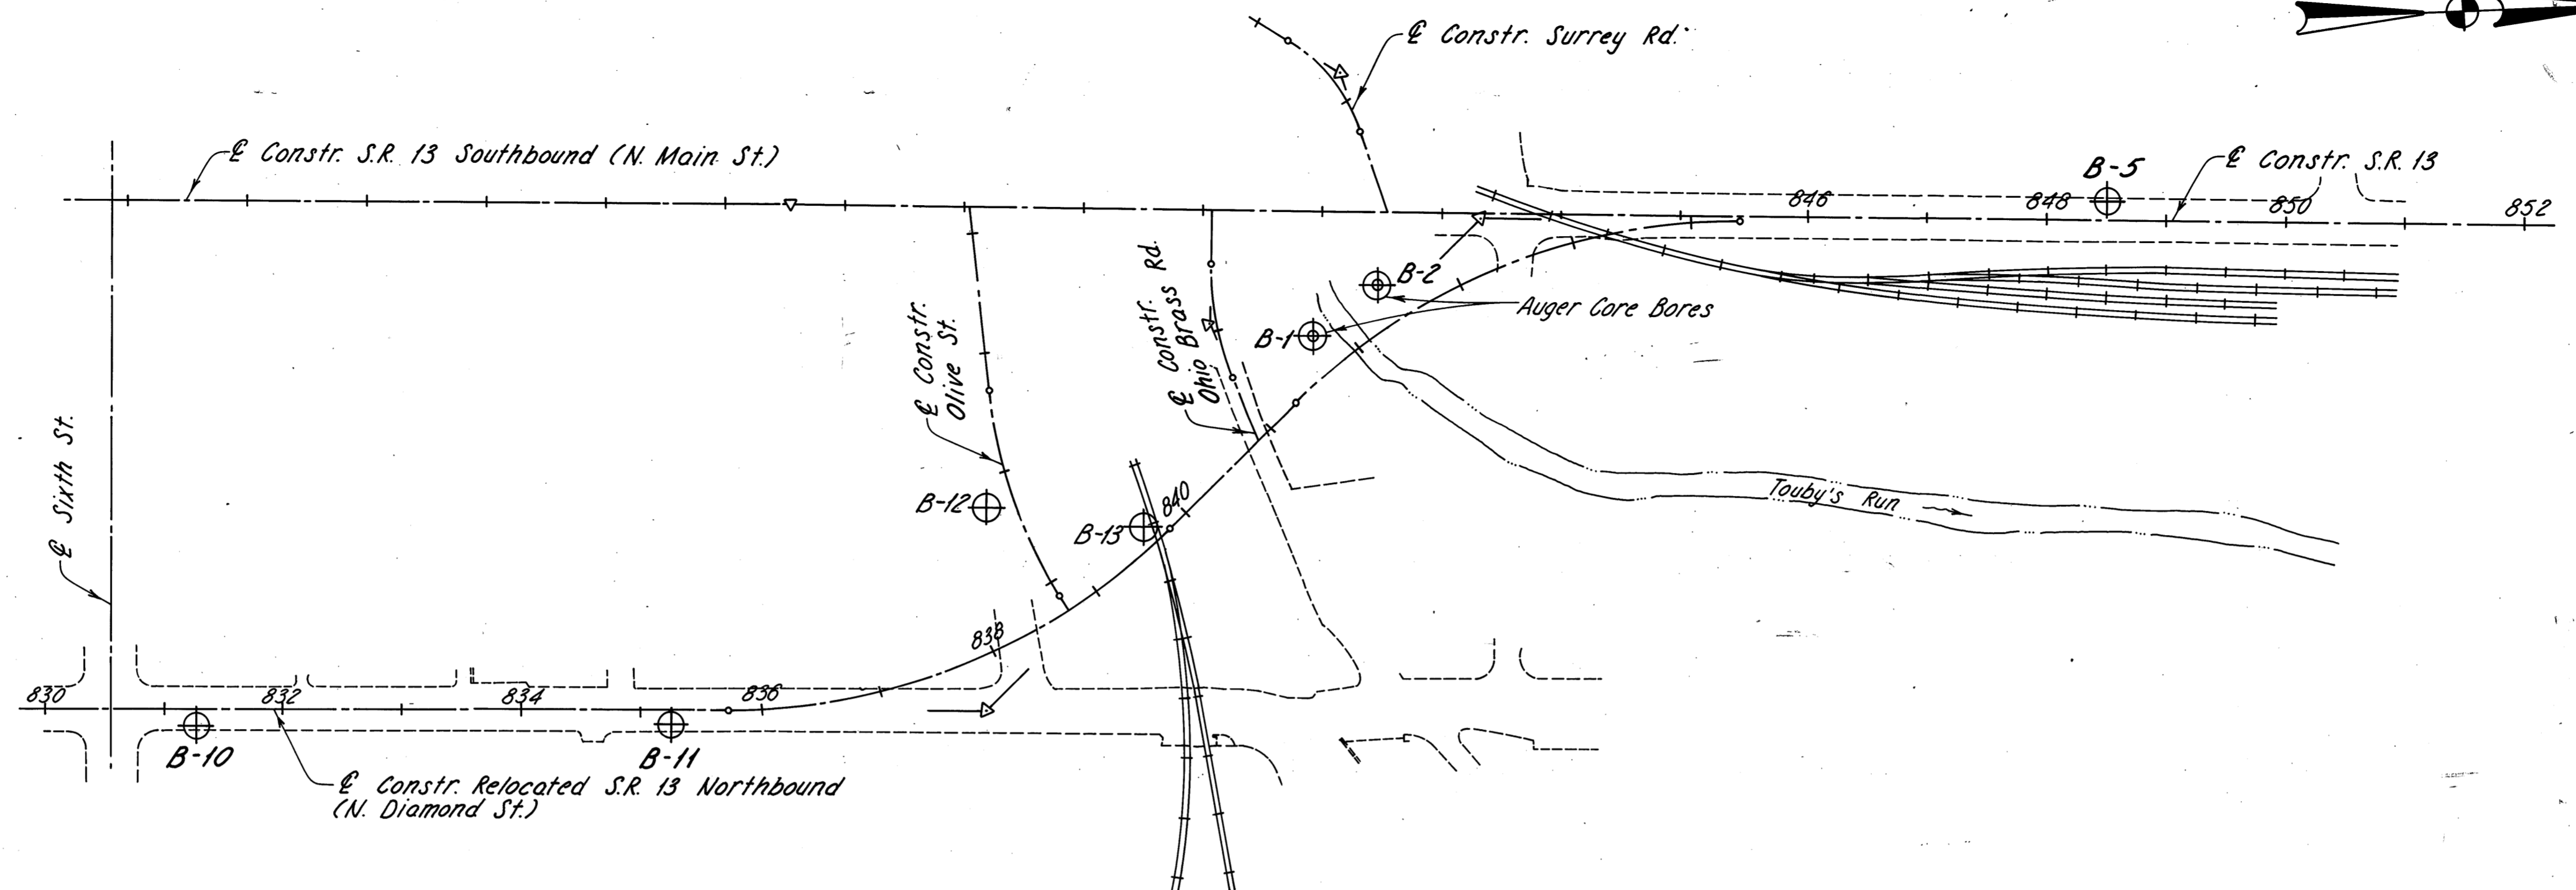 ℄ Constr. Surrey Rd.
℄ Constr. S.R. 13 Southbound (N. Main St.)
B-5
℄ Constr. S.R. 13
846
848
850
852
B-2
Auger Core Bores
B-1
℄ Constr.
Olive St.
℄ Constr.
Ohio Brass Rd.
℄ Sixth St.
B-12
B-13
840
Touby's Run
838
830
832
834
836
B-10
B-11
℄ Constr. Relocated S.R. 13 Northbound
(N. Diamond St.)